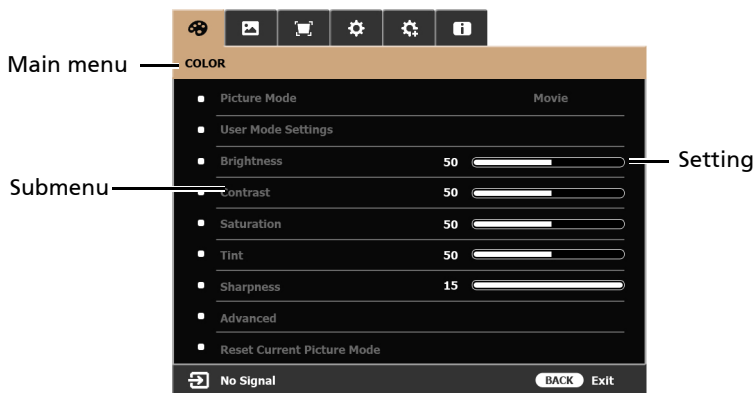 Main menu
COLOR
Picture Mode Movie
User Mode Settings
Brightness 50
Setting
Submenu
Contrast 50
Saturation 50
Tint 50
Sharpness 15
Advanced
Reset Current Picture Mode
No Signal BACK Exit